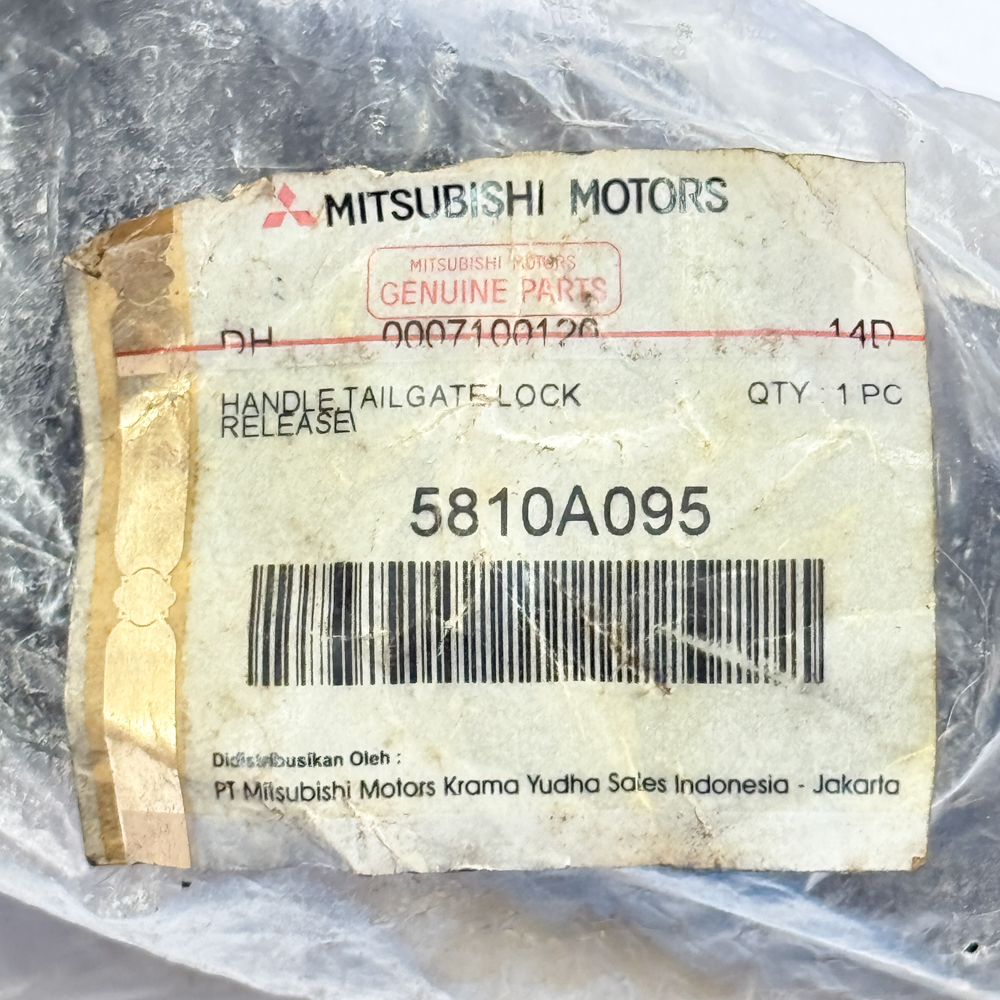 MITSUBISHI MOTORS
MITSUBISHI MOTORS
GENUINE PARTS
DH 0007100120 14D
HANDLE,TAILGATE LOCK QTY : 1 PC
RELEASE\
5810A095
Didistribusikan Oleh :
PT Mitsubishi Motors Krama Yudha Sales Indonesia - Jakarta